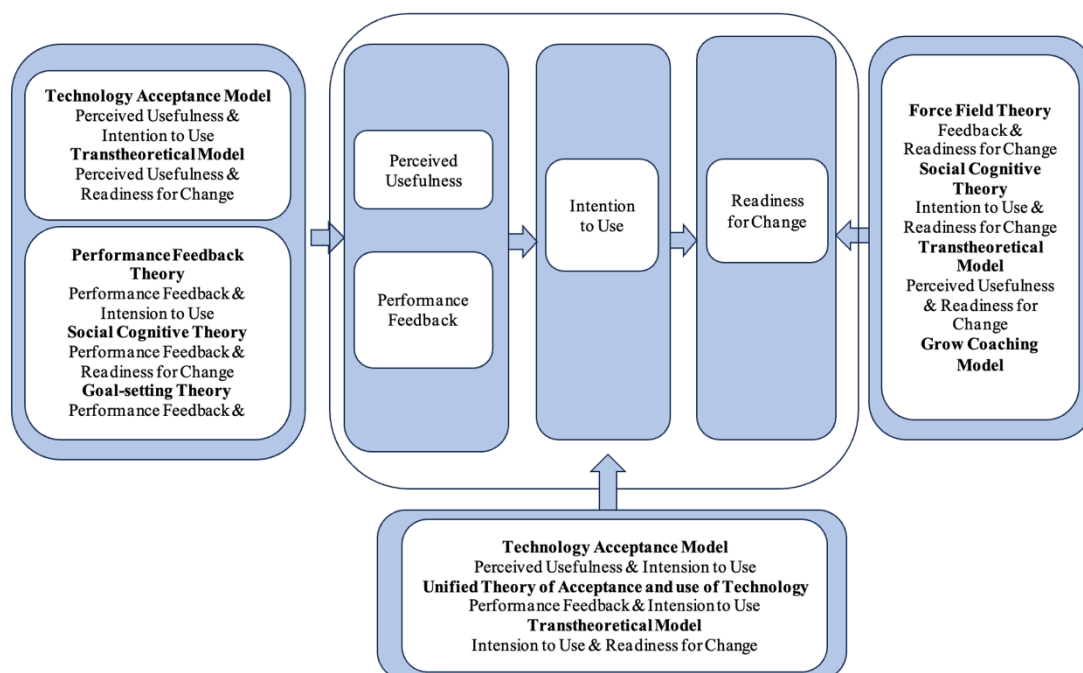 Technology Acceptance Model
Perceived Usefulness &
Intention to Use
Transtheoretical Model
Perceived Usefulness &
Readiness for Change
Performance Feedback
Theory
Performance Feedback &
Intension to Use
Social Cognitive Theory
Performance Feedback &
Readiness for Change
Goal-setting Theory
Performance Feedback &
Perceived
Usefulness
Performance
Feedback
Intention
to Use
Readiness
for Change
Force Field Theory
Feedback &
Readiness for Change
Social Cognitive
Theory
Intention to Use &
Readiness for Change
Transtheoretical
Model
Perceived Usefulness
& Readiness for
Change
Grow Coaching
Model
Technology Acceptance Model
Perceived Usefulness & Intension to Use
Unified Theory of Acceptance and use of Technology
Performance Feedback & Intension to Use
Transtheoretical Model
Intension to Use & Readiness for Change